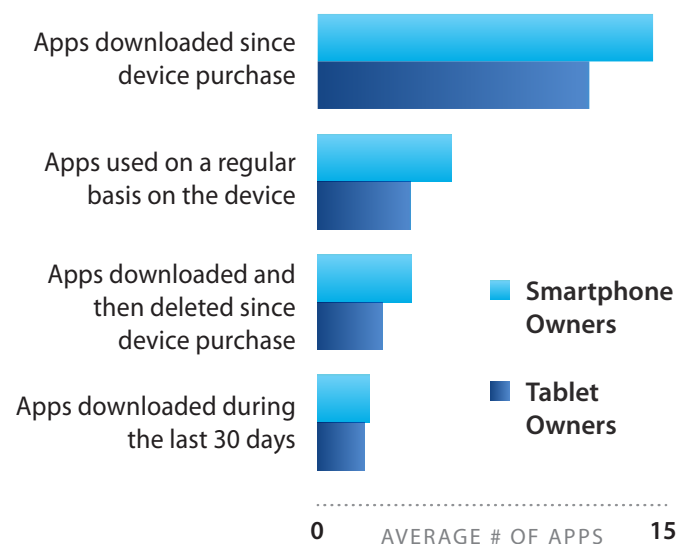 Apps downloaded since
device purchase
Apps used on a regular
basis on the device
Apps downloaded and
then deleted since
device purchase
Apps downloaded during
the last 30 days
Smartphone
Owners
Tablet
Owners
0 AVERAGE # OF APPS 15